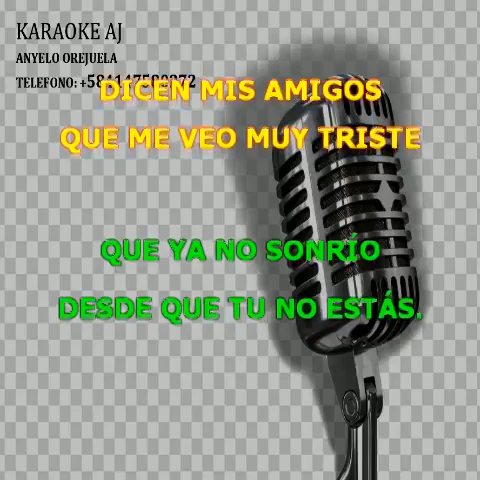 KARAOKE AJ
ANYELO OREJUELA
TELEFONO:
DICEN MIS AMIGOS
QUE ME VEO MUY TRISTE
QUE YA NO SONRÍO
DESDE QUE TU NO ESTÁS.